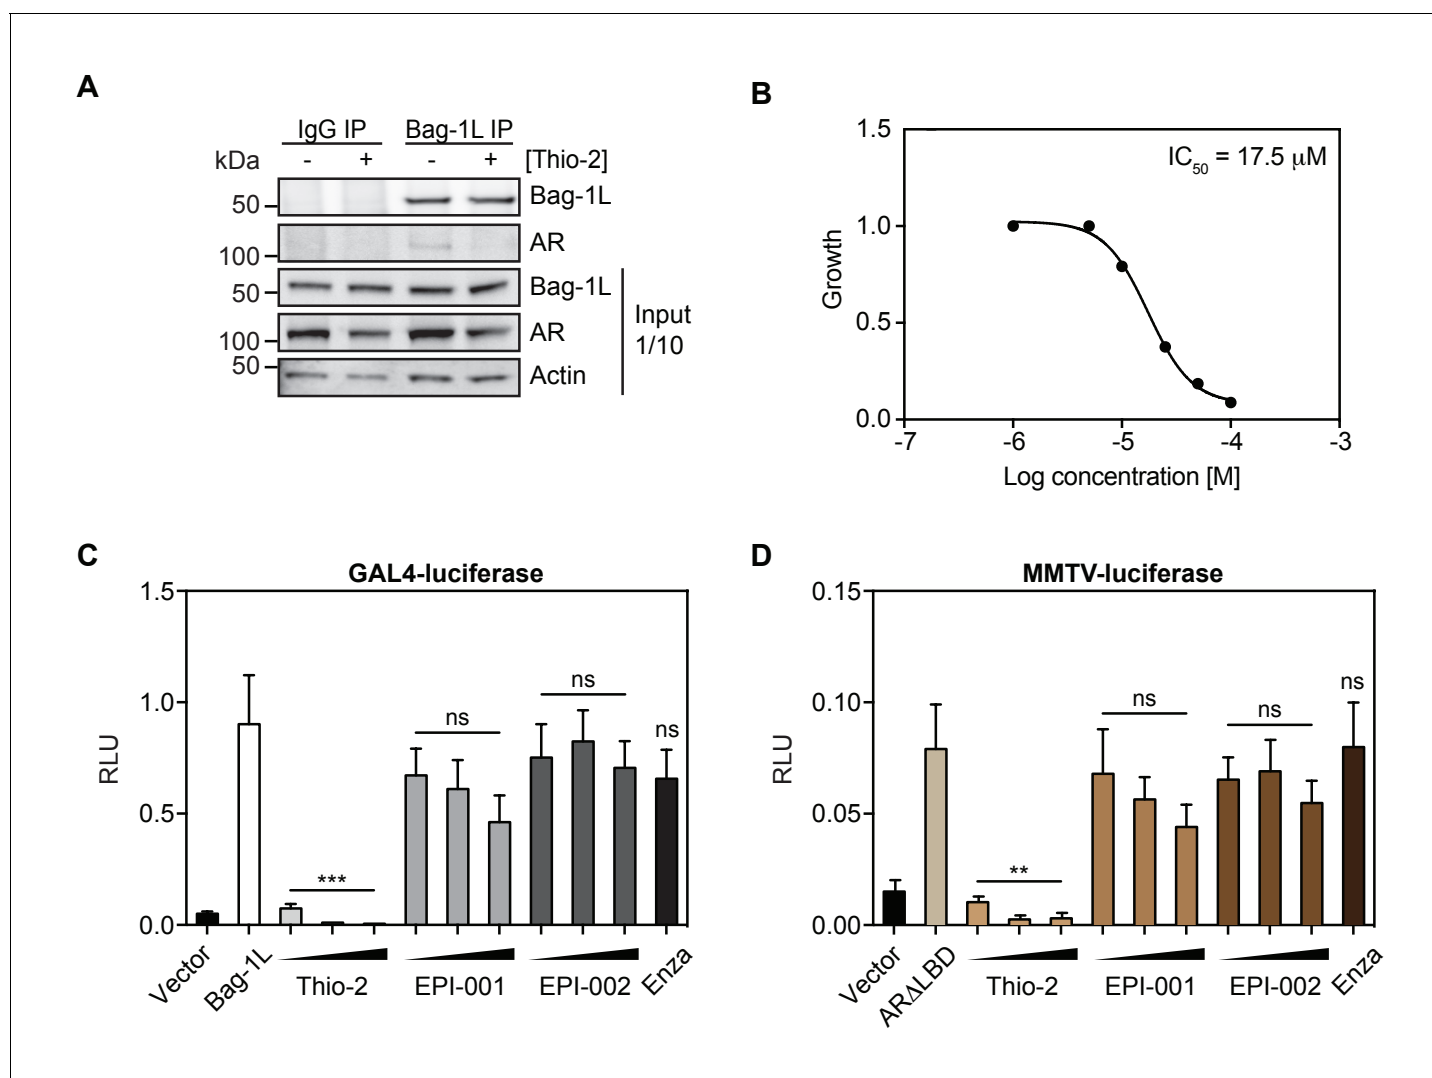 A
IgG IP Bag-1L IP
kDa - + - + [Thio-2]
50 Bag-1L
100 AR
50 Bag-1L
100 AR
50 Actin
Input
1/10
B
1.5
1.0
0.5
0.0
Growth
IC50 = 17.5 μM
-7 -6 -5 -4 -3
Log concentration [M]
C
GAL4-luciferase
1.5
1.0
0.5
0.0
RLU
*** ns ns ns
Vector Bag-1L Thio-2 EPI-001 EPI-002 Enza
D
MMTV-luciferase
0.15
0.10
0.05
0.00
RLU
** ns ns ns
Vector ARΔLBD Thio-2 EPI-001 EPI-002 Enza